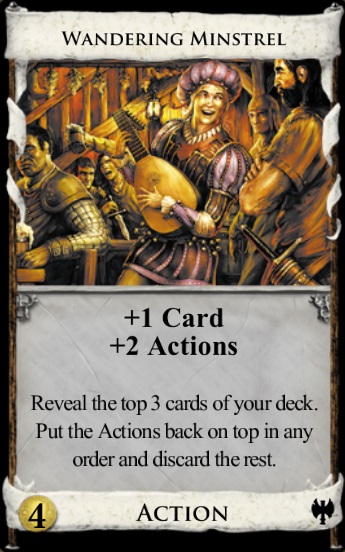 Wandering Minstrel
+1 Card
+2 Actions
Reveal the top 3 cards of your deck.
Put the Actions back on top in any
order and discard the rest.
4
Action